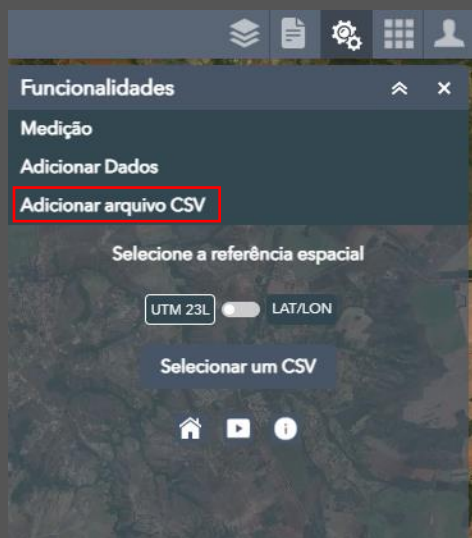 Funcionalidades
Medição
Adicionar Dados
Adicionar arquivo CSV
Selecione a referência espacial
UTM 23L LAT/LON
Selecionar um CSV